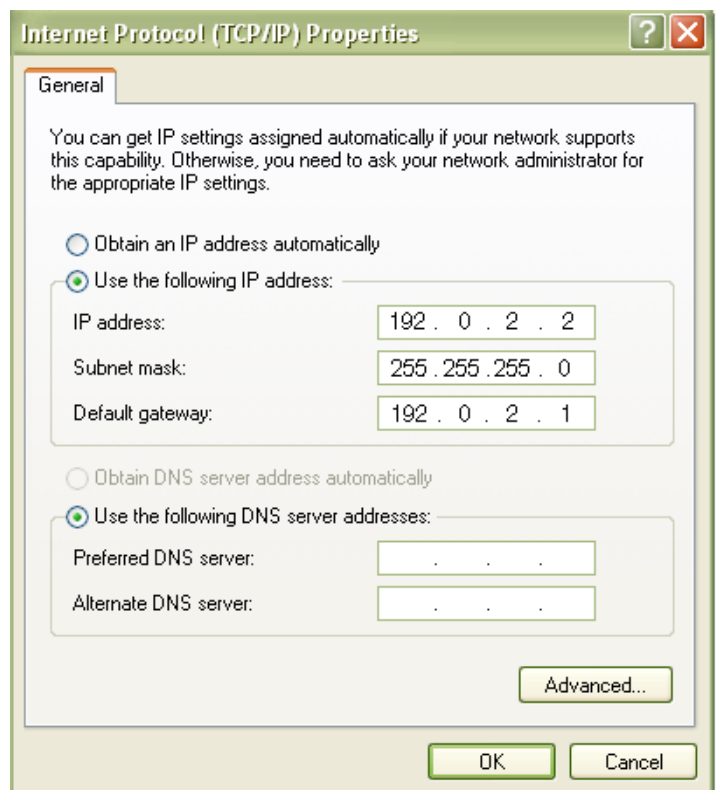 Internet Protocol (TCP/IP) Properties
General
You can get IP settings assigned automatically if your network supports
this capability. Otherwise, you need to ask your network administrator for
the appropriate IP settings.
Obtain an IP address automatically
Use the following IP address:
IP address: 192 . 0 . 2 . 2
Subnet mask: 255 . 255 . 255 . 0
Default gateway: 192 . 0 . 2 . 1
Obtain DNS server address automatically
Use the following DNS server addresses:
Preferred DNS server: . . .
Alternate DNS server: . . .
Advanced...
OK Cancel